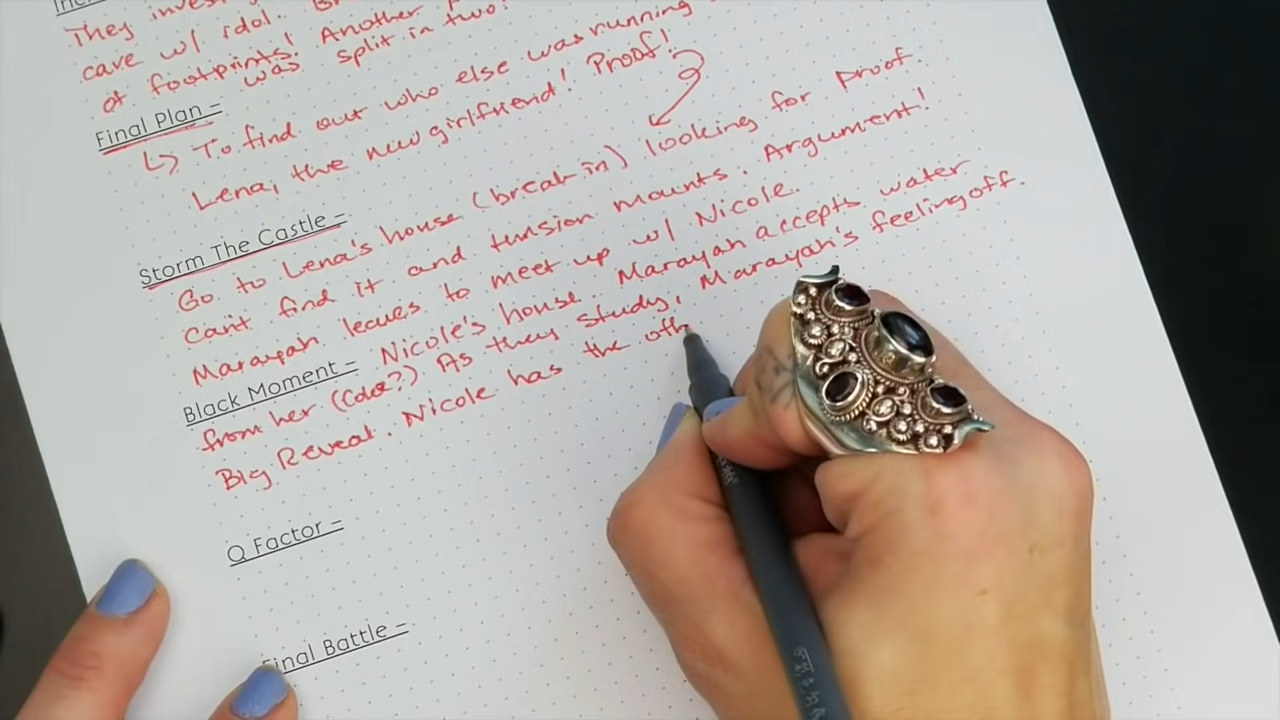 They inves
cave w/ idol.
of footprints! Another
was split in two!
Final Plan =
↳ To find out who else was running
Lena, the new girlfriend! Proof!
Storm The Castle =
Go to Lena's house (break in) looking for proof.
Can't find it and tension mounts. Argument!
Marayah leaves to meet up w/ Nicole.
Black Moment = Nicole's house. Marayah accepts water
from her (Coke?) As they study, Marayah's feeling off.
Big Reveal. Nicole has the oth
Q Factor =
Final Battle =